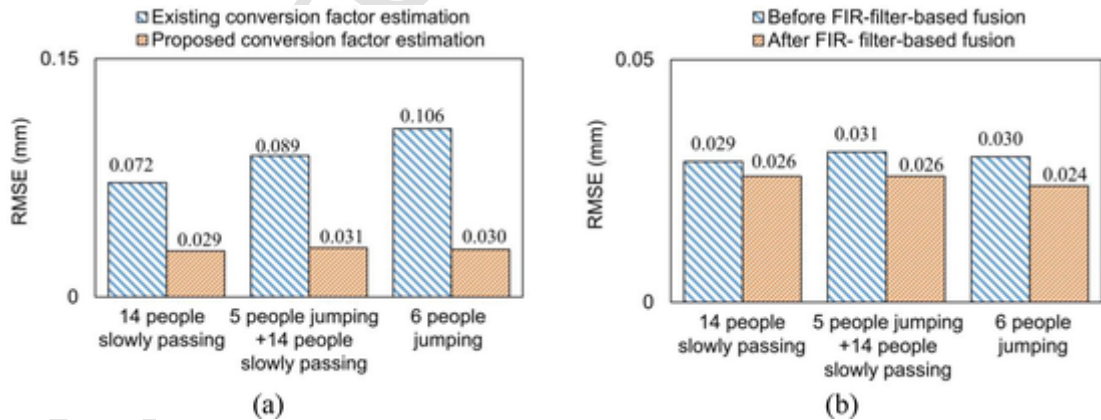 Existing conversion factor estimation
Proposed conversion factor estimation
0.15
0
RMSE (mm)
0.072
0.029
0.089
0.031
0.106
0.030
14 people
slowly passing
5 people jumping
+14 people
slowly passing
6 people
jumping
(a)
Before FIR-filter-based fusion
After FIR- filter-based fusion
0.05
0
RMSE (mm)
0.029
0.026
0.031
0.026
0.030
0.024
14 people
slowly passing
5 people jumping
+14 people
slowly passing
6 people
jumping
(b)